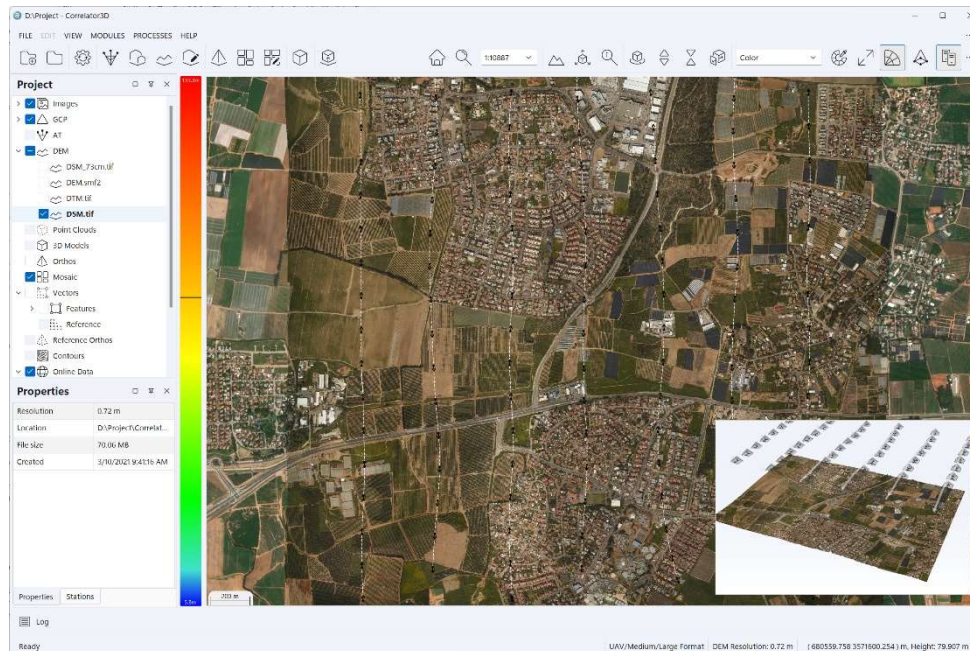 D:\Project - Correlator3D
FILE EDIT VIEW MODULES PROCESSES HELP
1:10887
Color
Project
Images
GCP
AT
DEM
DSM_73cm.tif
DEM.smf2
DTM.tif
DSM.tif
Point Clouds
3D Models
Orthos
Mosaic
Vectors
Features
Reference
Reference Orthos
Contours
Online Data
Properties
Resolution 0.72 m
Location D:\Project\Correlat...
File size 70.06 MB
Created 3/10/2021 9:41:16 AM
Properties Stations
200 m
Log
Ready
UAV/Medium/Large Format DEM Resolution: 0.72 m ( 680559.758 3571600.254 ) m, Height: 79.907 m